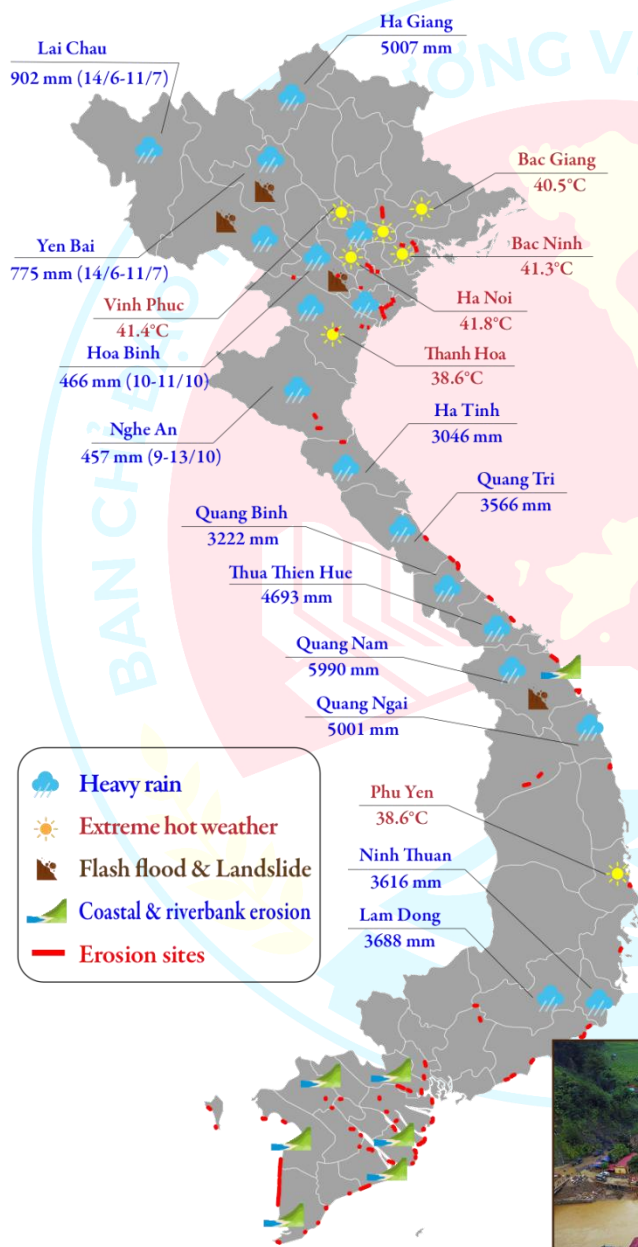 Ha Giang
5007 mm
Lai Chau
902 mm (14/6-11/7)
Bac Giang
40.5°C
Yen Bai
775 mm (14/6-11/7)
Bac Ninh
41.3°C
Vinh Phuc
41.4°C
Ha Noi
41.8°C
Hoa Binh
466 mm (10-11/10)
Thanh Hoa
38.6°C
Nghe An
457 mm (9-13/10)
Ha Tinh
3046 mm
Quang Tri
3566 mm
Quang Binh
3222 mm
Thua Thien Hue
4693 mm
Quang Nam
5990 mm
Quang Ngai
5001 mm
Phu Yen
38.6°C
Ninh Thuan
3616 mm
Lam Dong
3688 mm
Heavy rain
Extreme hot weather
Flash flood & Landslide
Coastal & riverbank erosion
Erosion sites
BAN CHỈ ĐẠO
ƯƠNG V